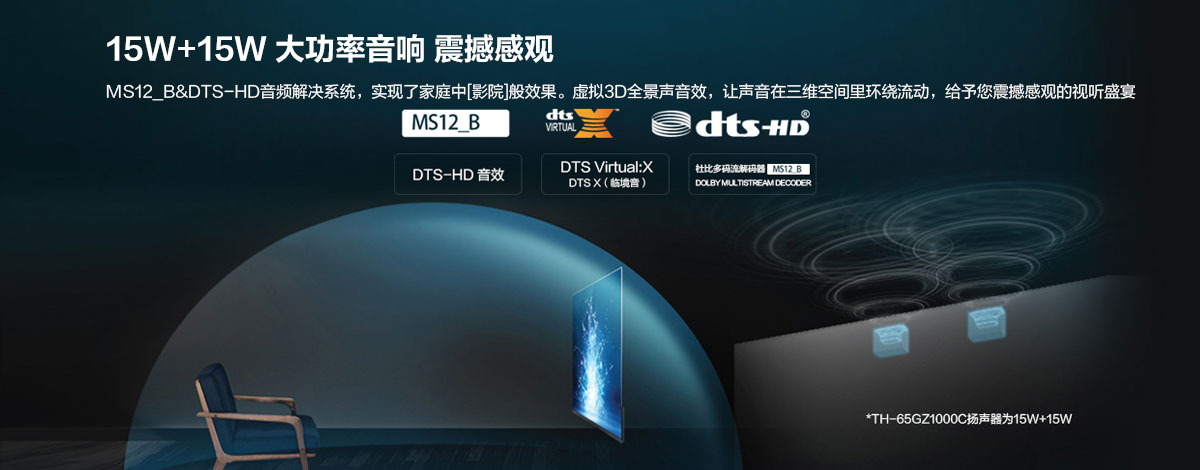 15W+15W 大功率音响 震撼感观
MS12_B&DTS-HD音频解决系统，实现了家庭中[影院]般效果。虚拟3D全景声音效，让声音在三维空间里环绕流动，给予您震撼感观的视听盛宴
MS12_B
dts
VIRTUAL X™
dts-HD®
DTS-HD 音效
DTS Virtual:X
DTS X（临境音）
杜比多码流解码器 MS12_B
DOLBY MULTISTREAM DECODER
*TH-65GZ1000C扬声器为15W+15W